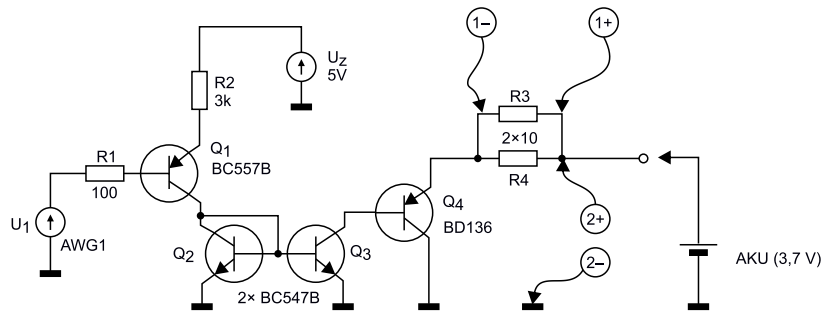 1–
1+
UZ
5V
R2
3k
R3
2×10
R4
Q1
BC557B
R1
100
U1
AWG1
Q4
BD136
2+
Q2
Q3
2× BC547B
2–
AKU (3,7 V)